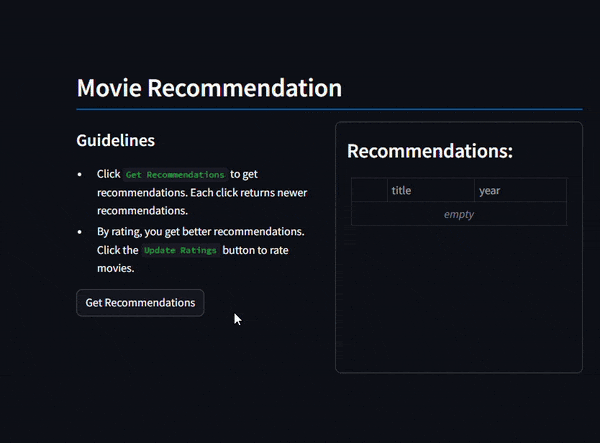 Movie Recommendation
Guidelines
• Click Get Recommendations to get
recommendations. Each click returns newer
recommendations.
• By rating, you get better recommendations.
Click the Update Ratings button to rate
movies.
Get Recommendations
Recommendations:
title year
empty